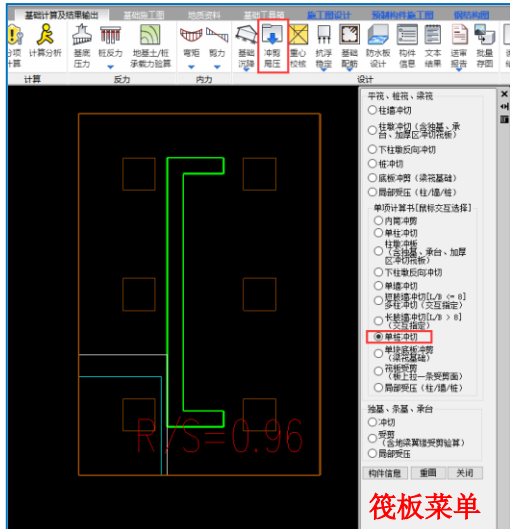 基础计算及结果输出 基础施工图 地质资料 基础工具箱 施工图设计 预制构件施工图 钢结构图
分项计算 计算分析 基底压力 桩反力 地基土/桩承载力验算 弯矩 剪力 基础沉降 冲剪局压 重心校核 抗浮稳定 基础配筋 防水板设计 构件信息 文本结果 送审报告 批量存图
计算 反力 内力 设计
平筏、桩筏、梁筏
柱墙冲切
柱墩冲切(含独基、承
台、加厚区冲切筏板)
下柱墩反向冲切
桩冲切
底板冲剪(梁筏基础)
局部受压(柱/墙/桩)
单项计算书[鼠标交互选择]
内筒冲剪
单柱冲切
柱墩冲板
(含独基、承台、加厚
区冲切筏板)
下柱墩反向冲切
单墙冲切
短肢墙冲切[L/B <= 8]
多柱冲切(交互指定)
长肢墙冲切[L/B > 8]
(交互指定)
单桩冲切
单块底板冲剪
(梁筏基础)
筏板受剪
(板上拉一条受剪面)
局部受压(柱/墙/桩)
独基、条基、承台
冲切
受剪
(含地梁翼缘受剪验算)
局部受压
构件信息 重画 关闭
R/S=0.96
筏板菜单